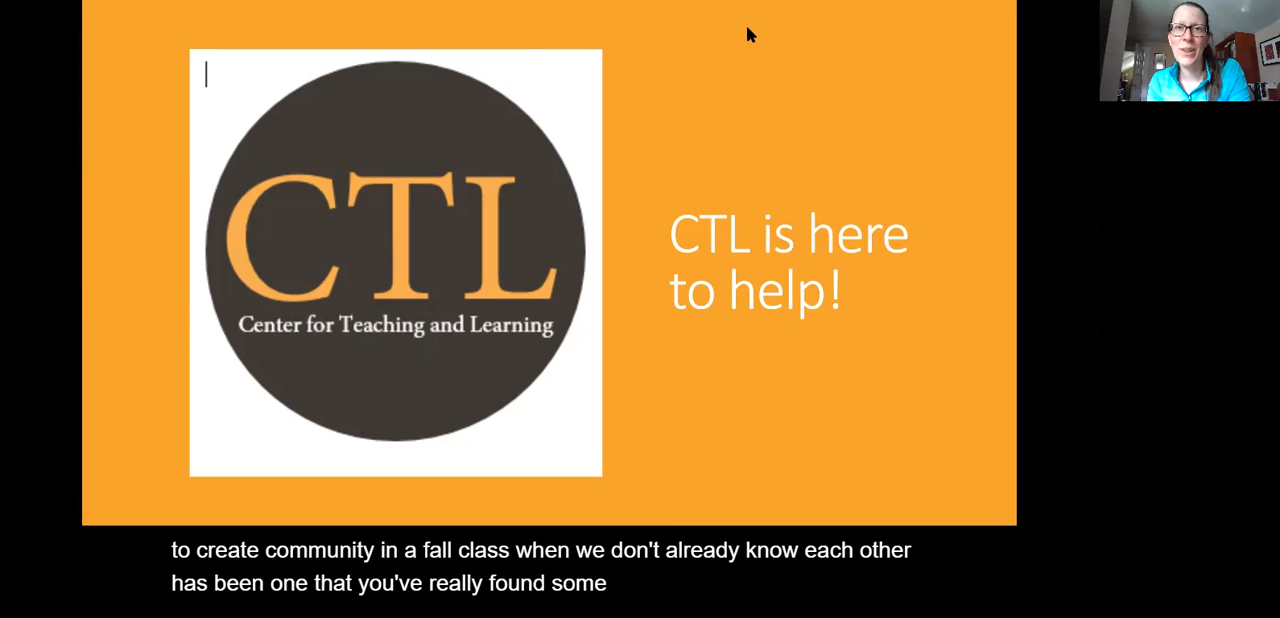 CTL
Center for Teaching and Learning
CTL is here
to help!
to create community in a fall class when we don't already know each other
has been one that you've really found some